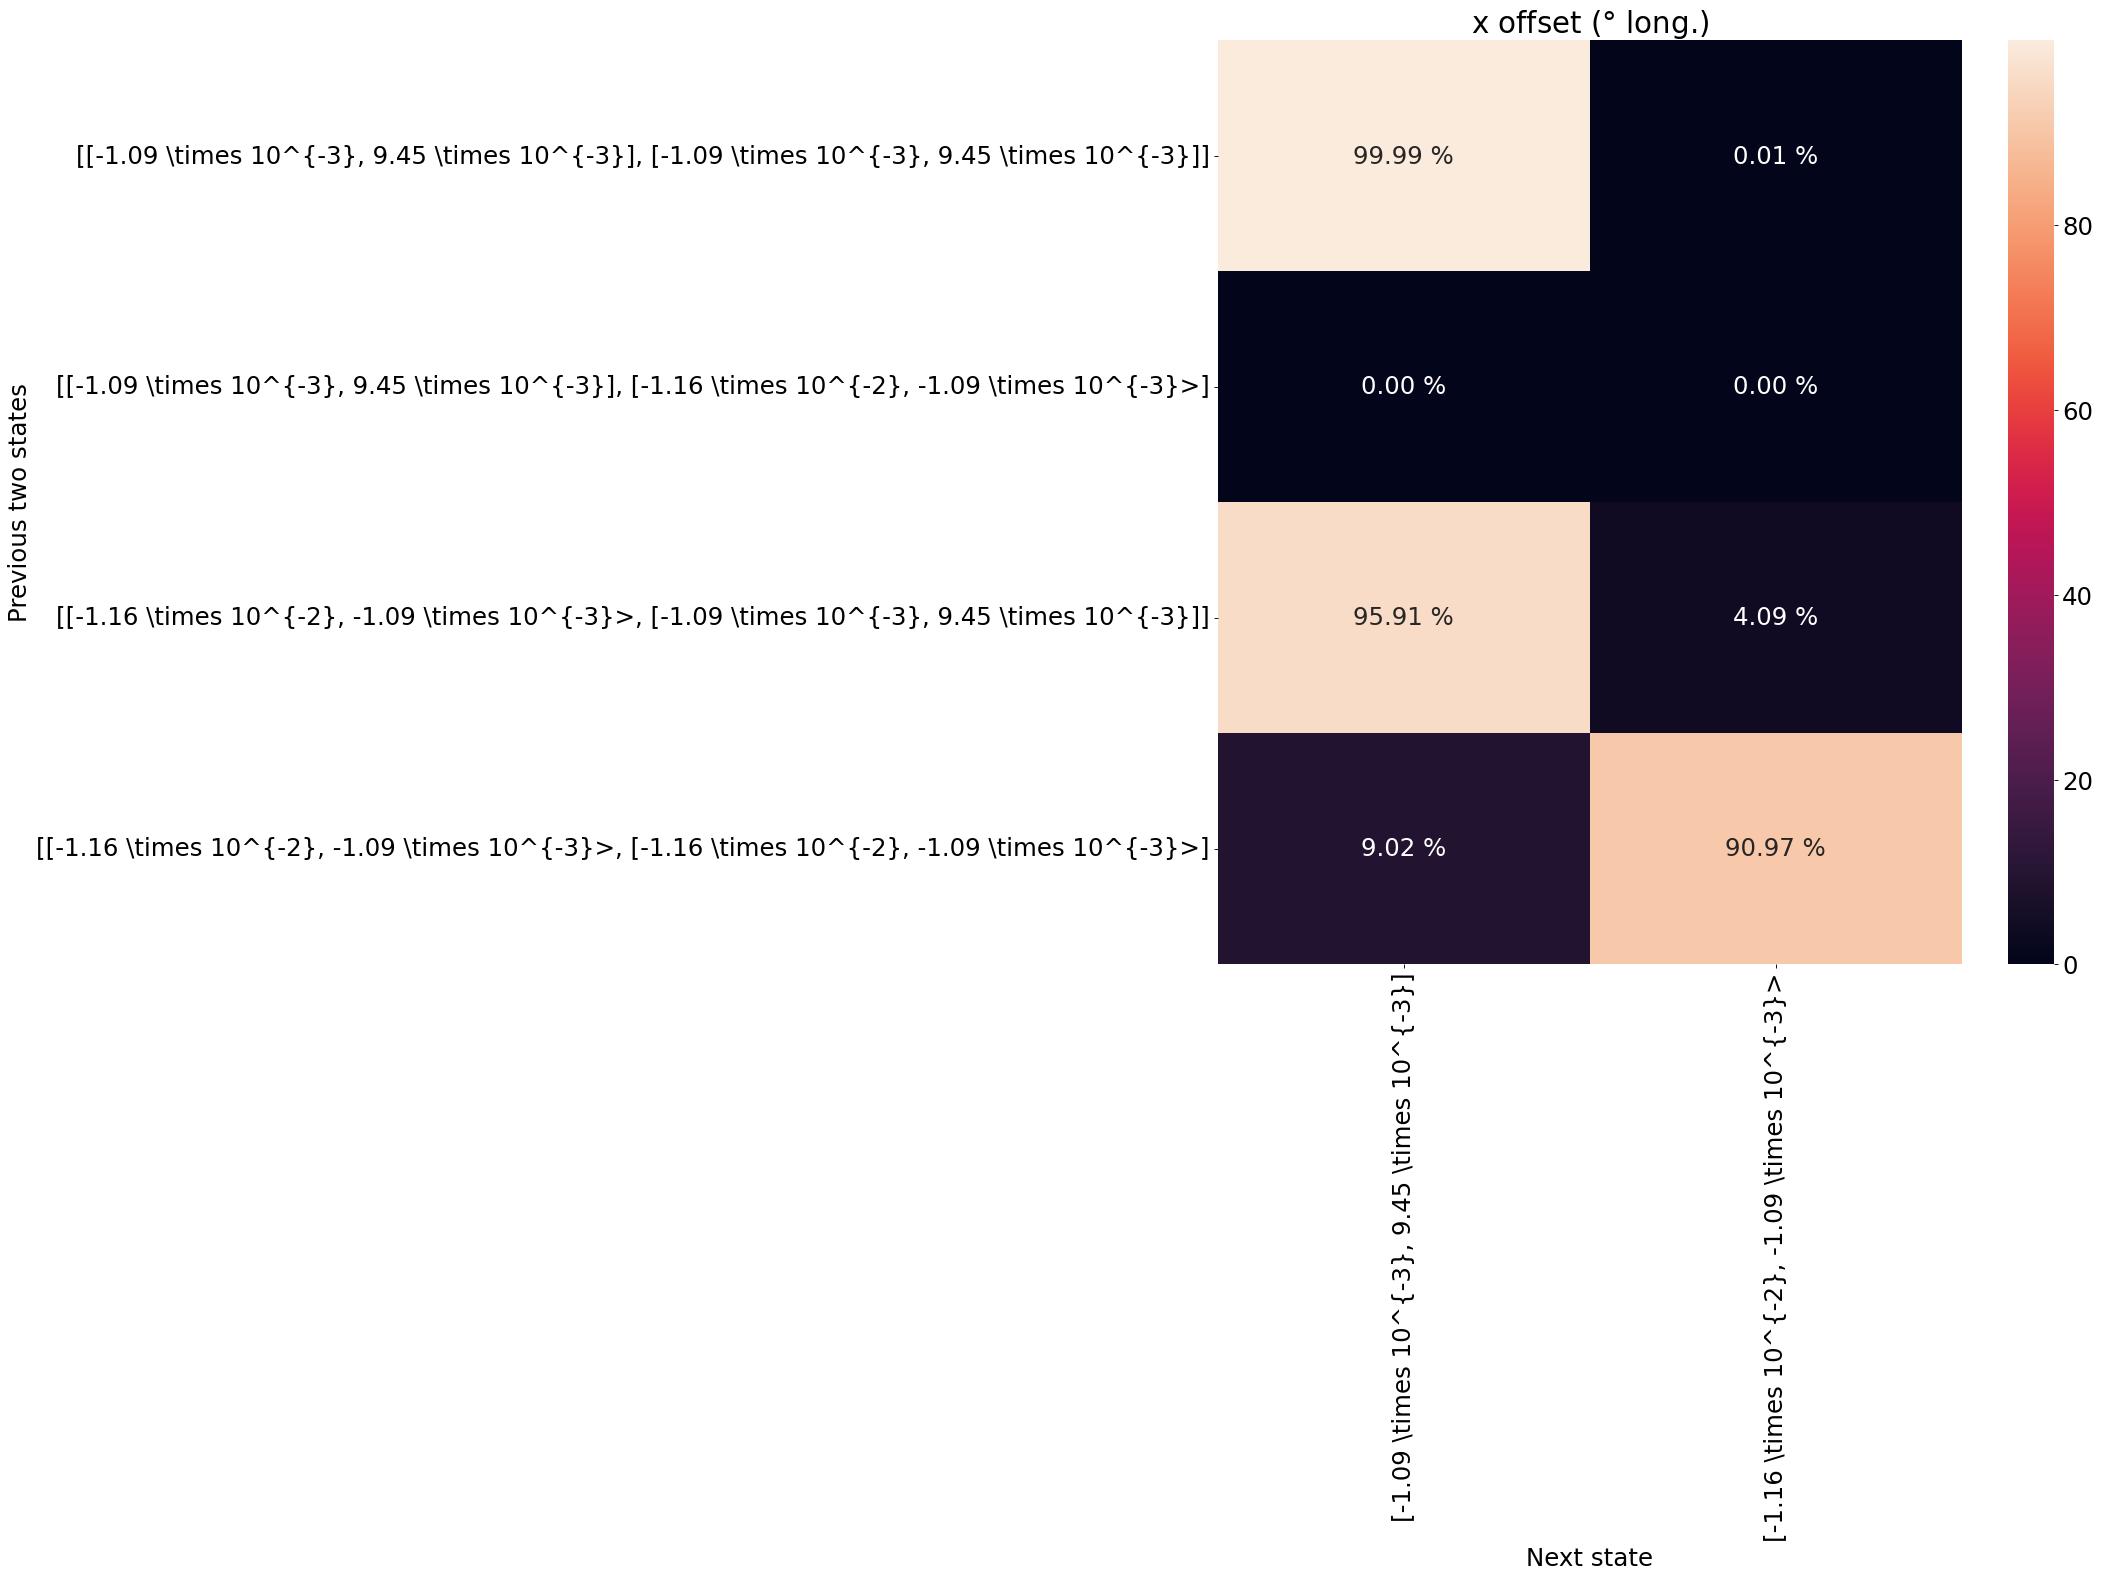 x offset (° long.)
Previous two states
[[-1.09 \times 10^{-3}, 9.45 \times 10^{-3}], [-1.09 \times 10^{-3}, 9.45 \times 10^{-3}]]
99.99 %
0.01 %
[[-1.09 \times 10^{-3}, 9.45 \times 10^{-3}], [-1.16 \times 10^{-2}, -1.09 \times 10^{-3}>]
0.00 %
0.00 %
[[-1.16 \times 10^{-2}, -1.09 \times 10^{-3}>, [-1.09 \times 10^{-3}, 9.45 \times 10^{-3}]]
95.91 %
4.09 %
[[-1.16 \times 10^{-2}, -1.09 \times 10^{-3}>, [-1.16 \times 10^{-2}, -1.09 \times 10^{-3}>]
9.02 %
90.97 %
80
60
40
20
0
[-1.09 \times 10^{-3}, 9.45 \times 10^{-3}]
[-1.16 \times 10^{-2}, -1.09 \times 10^{-3}>
Next state